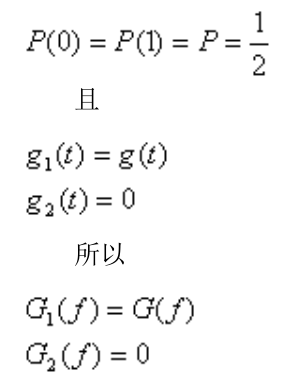 P(0) = P(1) = P = 1/2
且
g₁(t) = g(t)
g₂(t) = 0
所以
G₁(f) = G(f)
G₂(f) = 0